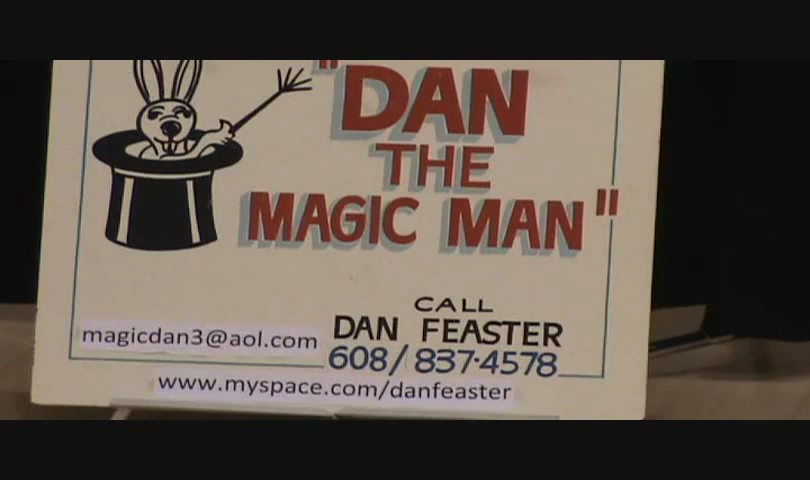 "DAN
THE
MAGIC MAN"
CALL
DAN FEASTER
magicdan3@aol.com
608/837-4578
www.myspace.com/danfeaster